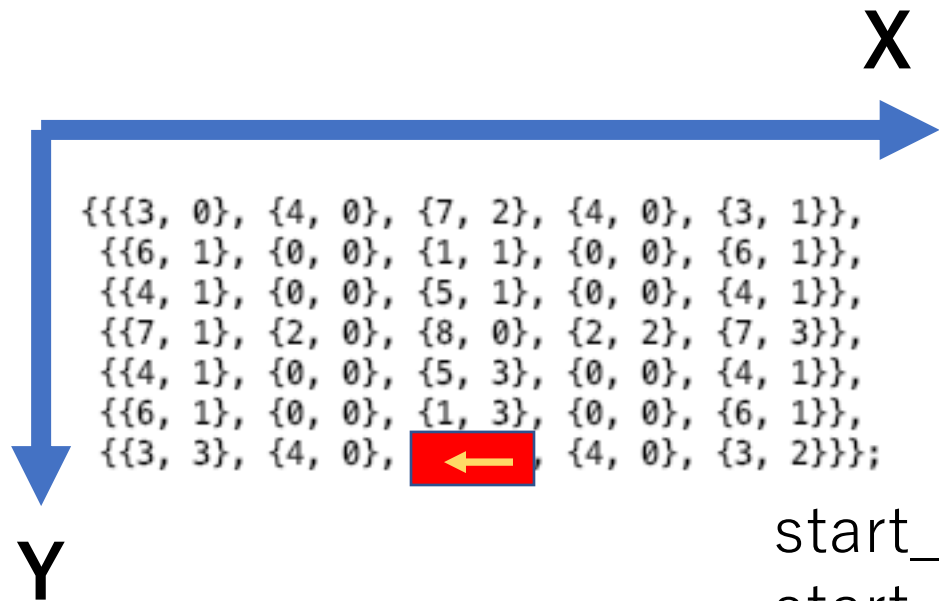 X
{{{3, 0}, {4, 0}, {7, 2}, {4, 0}, {3, 1}},
{{6, 1}, {0, 0}, {1, 1}, {0, 0}, {6, 1}},
{{4, 1}, {0, 0}, {5, 1}, {0, 0}, {4, 1}},
{{7, 1}, {2, 0}, {8, 0}, {2, 2}, {7, 3}},
{{4, 1}, {0, 0}, {5, 3}, {0, 0}, {4, 1}},
{{6, 1}, {0, 0}, {1, 3}, {0, 0}, {6, 1}},
{{3, 3}, {4, 0}, , {4, 0}, {3, 2}}};
start_
Y